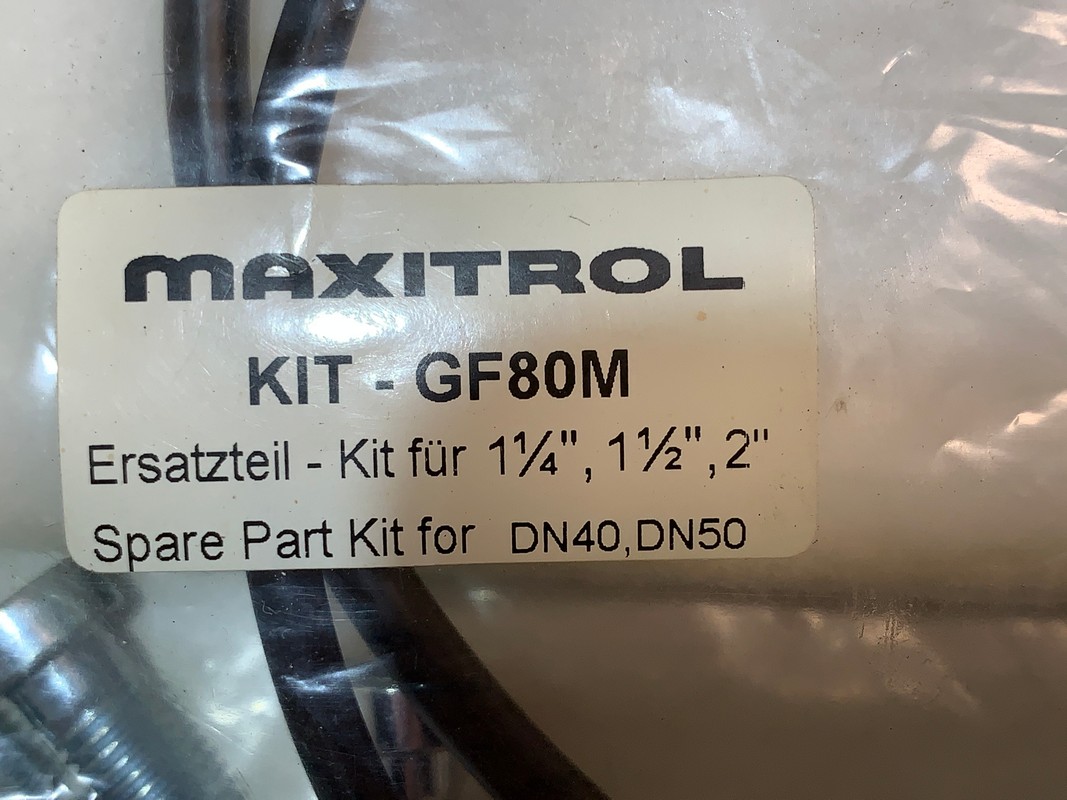 MAXITROL
KIT - GF80M
Ersatzteil - Kit für 1¼", 1½", 2"
Spare Part Kit for DN40,DN50